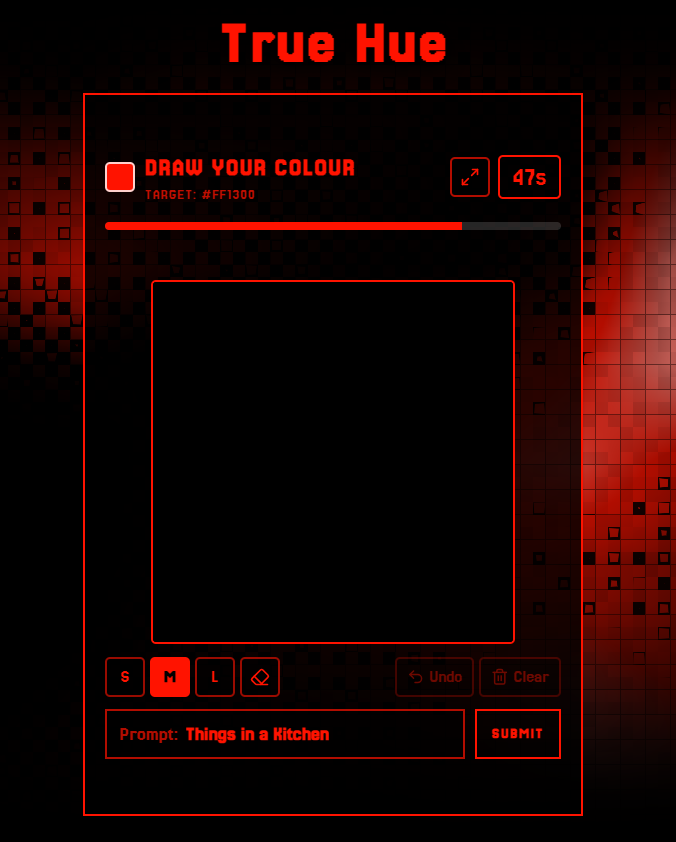 True Hue
DRAW YOUR COLOUR
TARGET: #FF1300
47s
S M L
Undo Clear
Prompt: Things in a Kitchen
SUBMIT